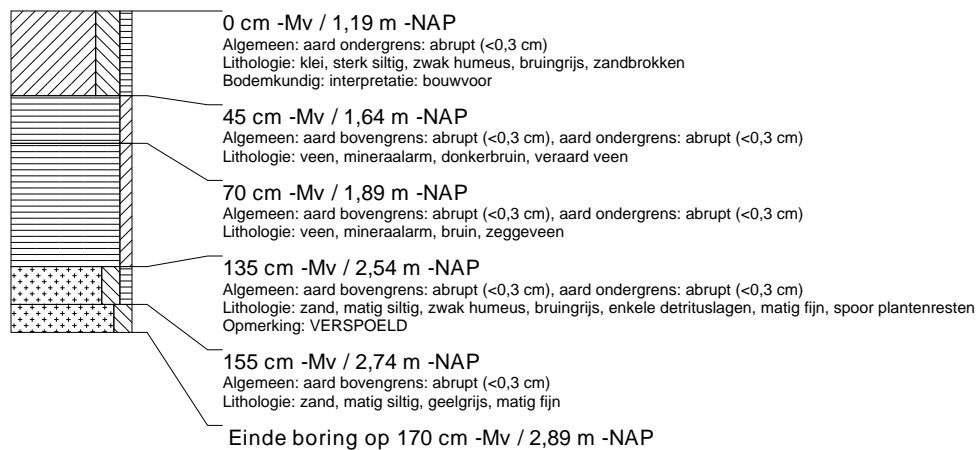 0 cm -Mv / 1,19 m -NAP
Algemeen: aard ondergrens: abrupt (<0,3 cm)
Lithologie: klei, sterk siltig, zwak humeus, bruingrijs, zandbrokken
Bodemkundig: interpretatie: bouwvoor
45 cm -Mv / 1,64 m -NAP
Algemeen: aard bovengrens: abrupt (<0,3 cm), aard ondergrens: abrupt (<0,3 cm)
Lithologie: veen, mineraalarm, donkerbruin, veraard veen
70 cm -Mv / 1,89 m -NAP
Algemeen: aard bovengrens: abrupt (<0,3 cm), aard ondergrens: abrupt (<0,3 cm)
Lithologie: veen, mineraalarm, bruin, zeggeveen
135 cm -Mv / 2,54 m -NAP
Algemeen: aard bovengrens: abrupt (<0,3 cm), aard ondergrens: abrupt (<0,3 cm)
Lithologie: zand, matig siltig, zwak humeus, bruingrijs, enkele detrituslagen, matig fijn, spoor plantenresten
Opmerking: VERSPOELD
155 cm -Mv / 2,74 m -NAP
Algemeen: aard bovengrens: abrupt (<0,3 cm)
Lithologie: zand, matig siltig, geelgrijs, matig fijn
Einde boring op 170 cm -Mv / 2,89 m -NAP